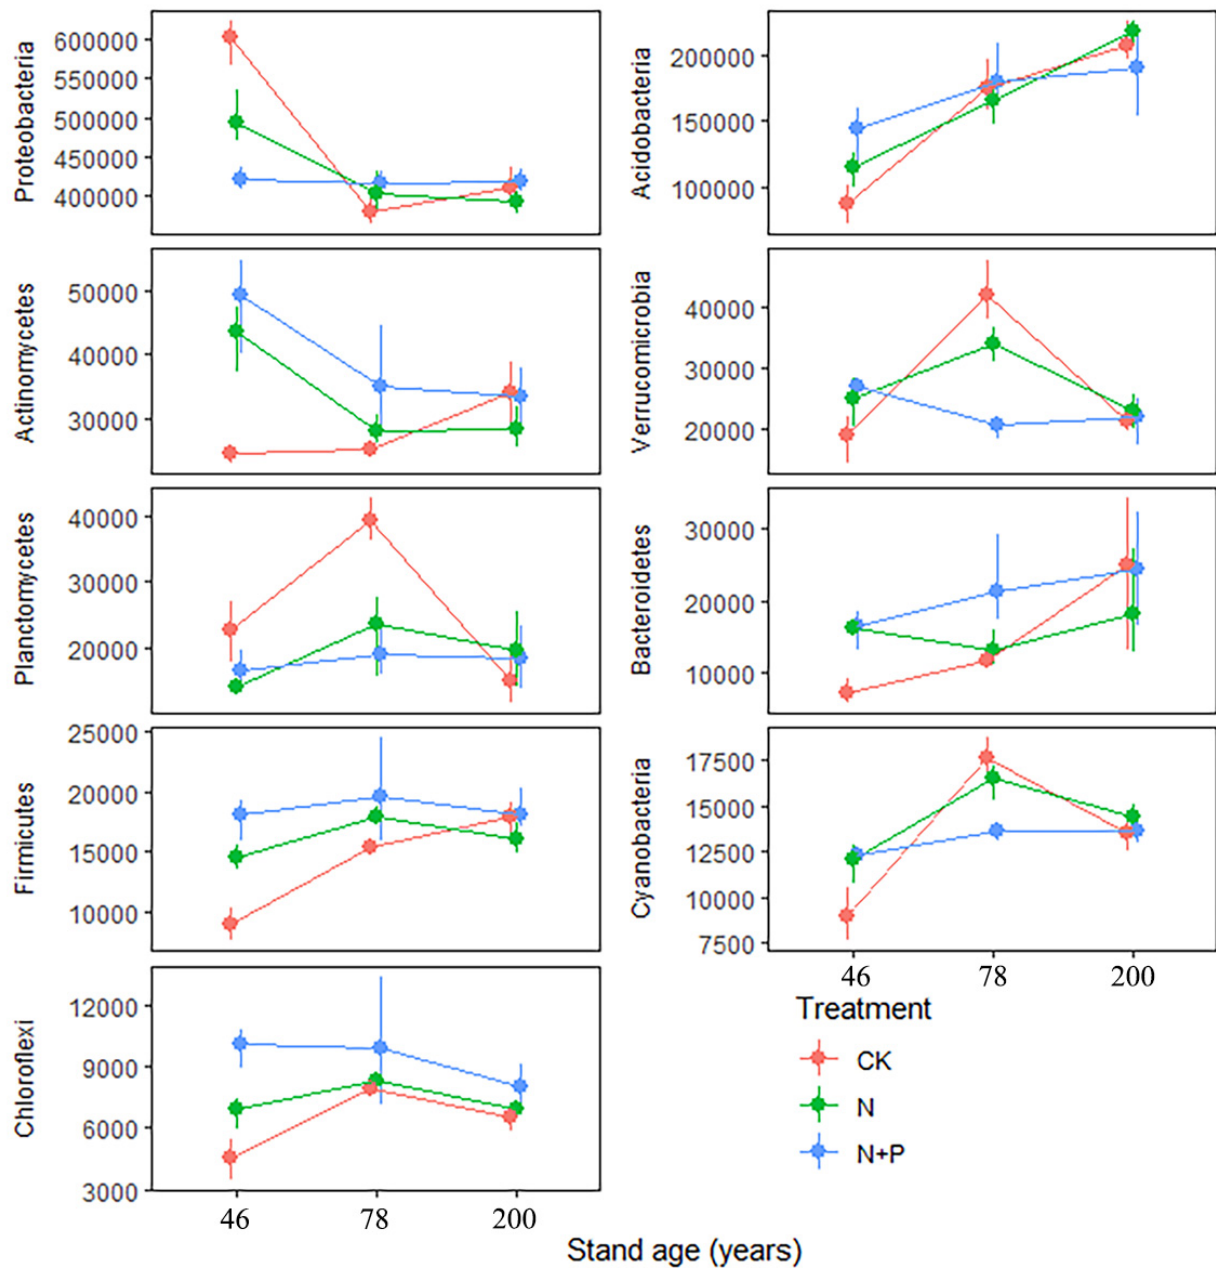 Proteobacteria
600000
550000
500000
450000
400000
Acidobacteria
200000
150000
100000
Actinomycetes
50000
40000
30000
Verrucomicrobia
40000
30000
20000
Planctomycetes
40000
30000
20000
Bacteroidetes
30000
20000
10000
Firmicutes
25000
20000
15000
10000
Cyanobacteria
17500
15000
12500
10000
7500
46 78 200
Chloroflexi
12000
9000
6000
3000
46 78 200
Treatment
CK
N
N+P
Stand age (years)